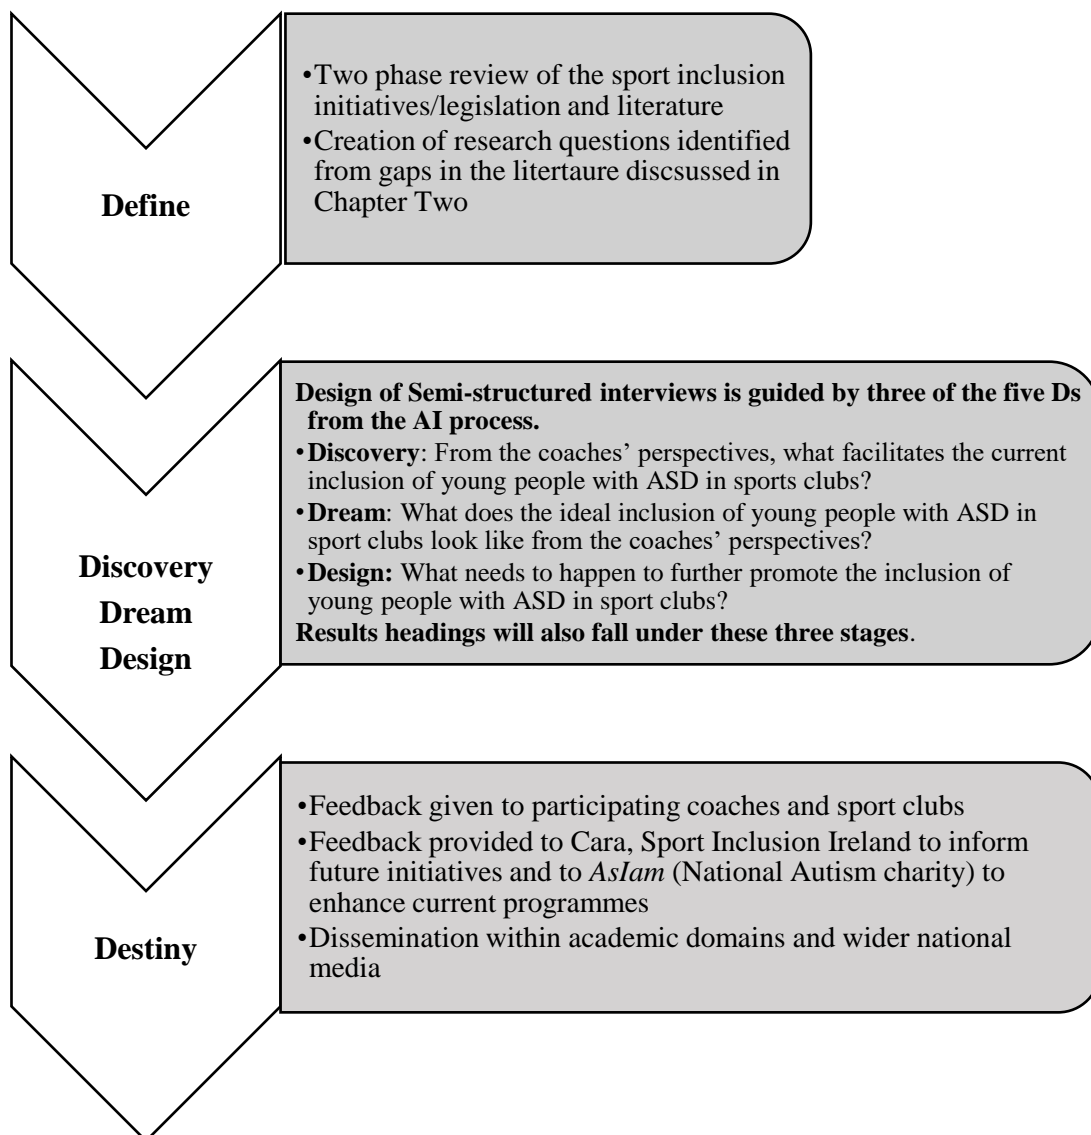 •Two phase review of the sport inclusion
initiatives/legislation and literature
•Creation of research questions identified
from gaps in the litertaure discsussed in
Chapter Two
Define
Design of Semi-structured interviews is guided by three of the five Ds
from the AI process.
•Discovery: From the coaches’ perspectives, what facilitates the current
inclusion of young people with ASD in sports clubs?
•Dream: What does the ideal inclusion of young people with ASD in
sport clubs look like from the coaches’ perspectives?
•Design: What needs to happen to further promote the inclusion of
young people with ASD in sport clubs?
Results headings will also fall under these three stages.
Discovery
Dream
Design
•Feedback given to participating coaches and sport clubs
•Feedback provided to Cara, Sport Inclusion Ireland to inform
future initiatives and to AsIam (National Autism charity) to
enhance current programmes
•Dissemination within academic domains and wider national
media
Destiny